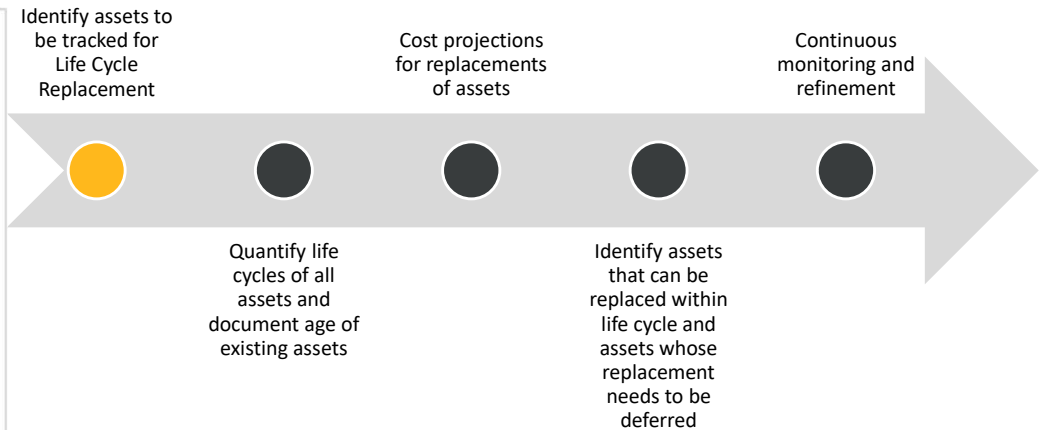 Identify assets to
be tracked for
Life Cycle
Replacement
Quantify life
cycles of all
assets and
document age of
existing assets
Cost projections
for replacements
of assets
Identify assets
that can be
replaced within
life cycle and
assets whose
replacement
needs to be
deferred
Continuous
monitoring and
refinement